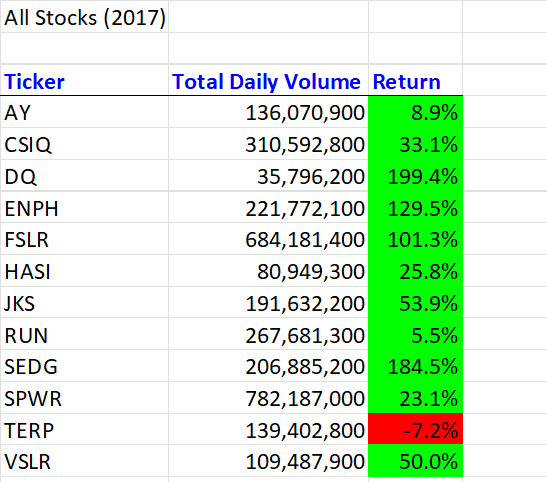 All Stocks (2017)
Ticker Total Daily Volume Return
AY 136,070,900 8.9%
CSIQ 310,592,800 33.1%
DQ 35,796,200 199.4%
ENPH 221,772,100 129.5%
FSLR 684,181,400 101.3%
HASI 80,949,300 25.8%
JKS 191,632,200 53.9%
RUN 267,681,300 5.5%
SEDG 206,885,200 184.5%
SPWR 782,187,000 23.1%
TERP 139,402,800 -7.2%
VSLR 109,487,900 50.0%